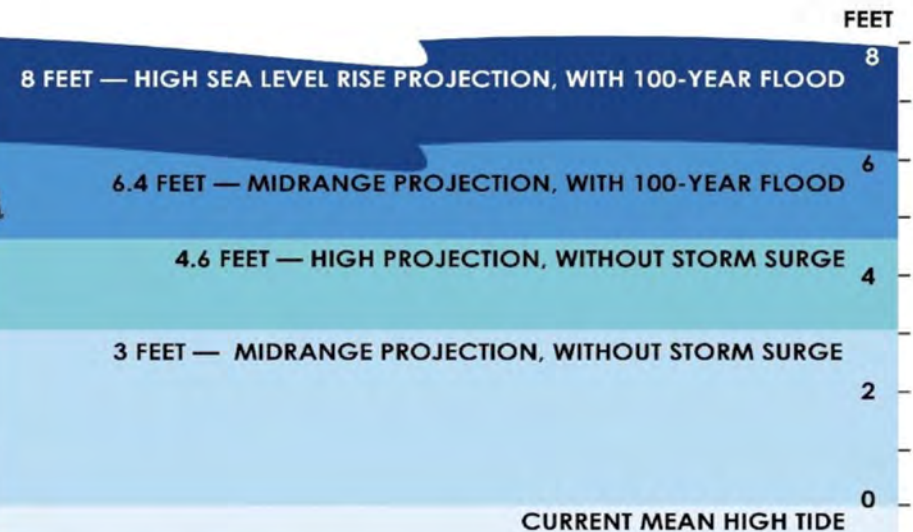 FEET
8
8 FEET — HIGH SEA LEVEL RISE PROJECTION, WITH 100-YEAR FLOOD
6
6.4 FEET — MIDRANGE PROJECTION, WITH 100-YEAR FLOOD
4.6 FEET — HIGH PROJECTION, WITHOUT STORM SURGE
4
3 FEET — MIDRANGE PROJECTION, WITHOUT STORM SURGE
2
0
CURRENT MEAN HIGH TIDE